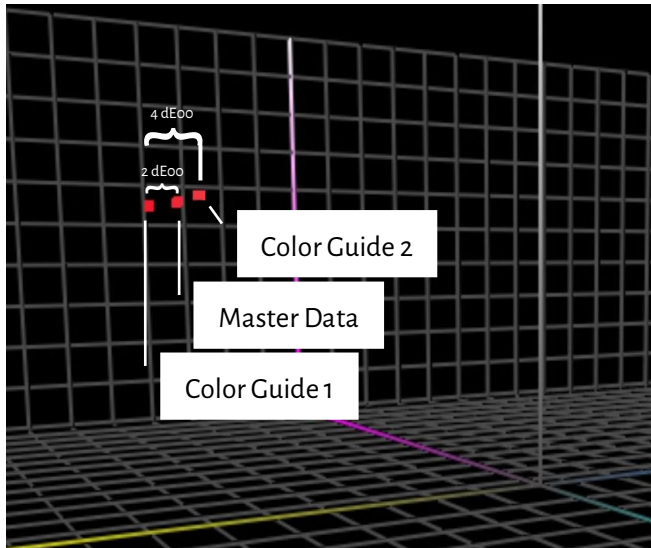 4 dE00
2 dE00
Color Guide 2
Master Data
Color Guide 1